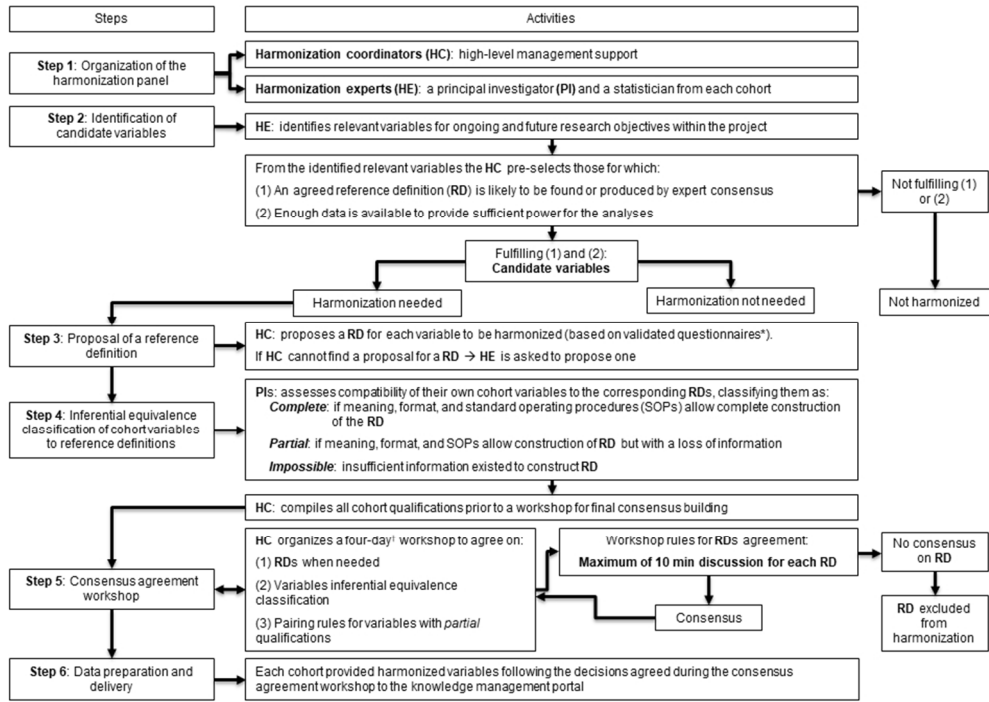 Steps
Activities
Step 1: Organization of the
harmonization panel
Harmonization coordinators (HC): high-level management support
Harmonization experts (HE): a principal investigator (PI) and a statistician from each cohort
Step 2: Identification of
candidate variables
HE: identifies relevant variables for ongoing and future research objectives within the project
From the identified relevant variables the HC pre-selects those for which:
(1) An agreed reference definition (RD) is likely to be found or produced by expert consensus
(2) Enough data is available to provide sufficient power for the analyses
Not fulfilling (1)
or (2)
Fulfilling (1) and (2):
Candidate variables
Harmonization needed
Harmonization not needed
Not harmonized
Step 3: Proposal of a reference
definition
HC: proposes a RD for each variable to be harmonized (based on validated questionnaires*).
If HC cannot find a proposal for a RD → HE is asked to propose one
Step 4: Inferential equivalence
classification of cohort variables
to reference definitions
PIs: assesses compatibility of their own cohort variables to the corresponding RDs, classifying them as:
Complete: if meaning, format, and standard operating procedures (SOPs) allow complete construction
of the RD
Partial: if meaning, format, and SOPs allow construction of RD but with a loss of information
Impossible: insufficient information existed to construct RD
HC: compiles all cohort qualifications prior to a workshop for final consensus building
Step 5: Consensus agreement
workshop
HC organizes a four-day† workshop to agree on:
(1) RDs when needed
(2) Variables inferential equivalence
classification
(3) Pairing rules for variables with partial
qualifications
Workshop rules for RDs agreement:
Maximum of 10 min discussion for each RD
Consensus
No consensus
on RD
RD excluded
from
harmonization
Step 6: Data preparation and
delivery
Each cohort provided harmonized variables following the decisions agreed during the consensus
agreement workshop to the knowledge management portal